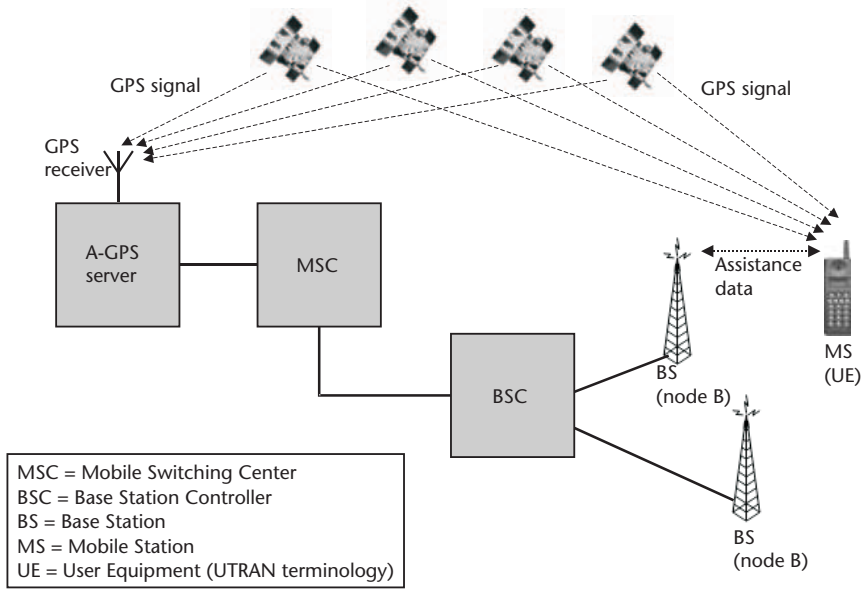 GPS signal
GPS signal
GPS
receiver
A-GPS
server
MSC
Assistance
data
MS
(UE)
BSC
BS
(node B)
BS
(node B)
MSC = Mobile Switching Center
BSC = Base Station Controller
BS = Base Station
MS = Mobile Station
UE = User Equipment (UTRAN terminology)